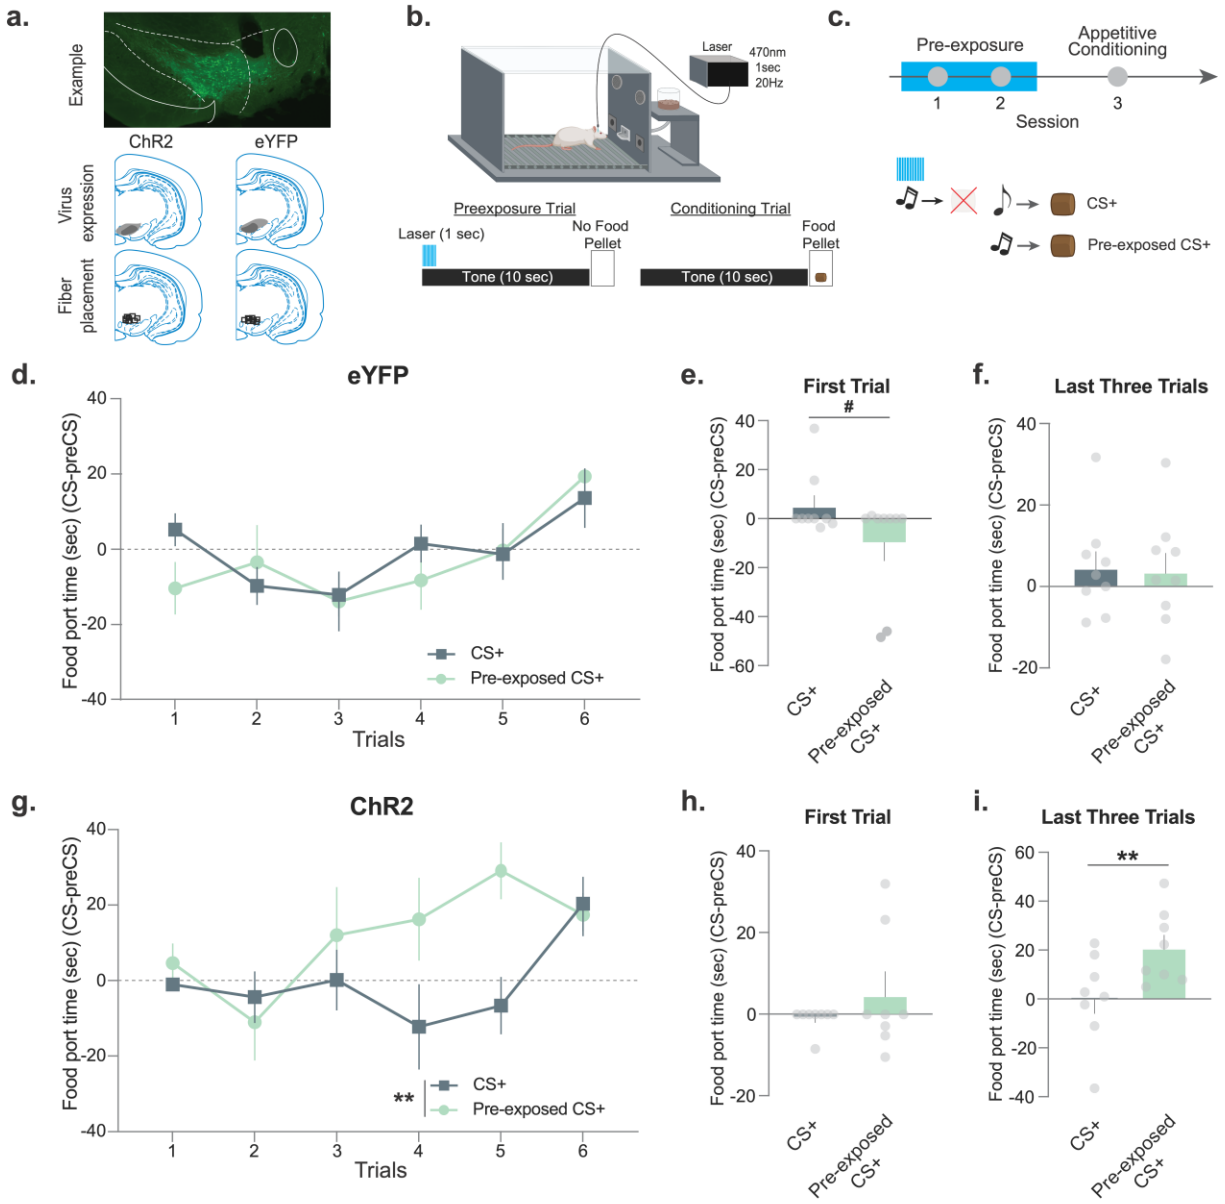 a.
Example
ChR2
eYFP
Virus
expression
Fiber
placement
b.
Laser
470nm
1sec
20Hz
Preexposure Trial
Conditioning Trial
Laser (1 sec)
No Food
Pellet
Food
Pellet
Tone (10 sec)
Tone (10 sec)
c.
Pre-exposure
Appetitive
Conditioning
1
2
3
Session
CS+
Pre-exposed CS+
d.
eYFP
Food port time (sec) (CS-preCS)
40
20
0
-20
-40
CS+
Pre-exposed CS+
1
2
3
4
5
6
Trials
e.
First Trial
#
Food port time (sec) (CS-preCS)
40
20
0
-20
-40
-60
CS+
Pre-exposed
CS+
f.
Last Three Trials
Food port time (sec) (CS-preCS)
40
20
0
-20
CS+
Pre-exposed
CS+
g.
ChR2
Food port time (sec) (CS-preCS)
40
20
0
-20
-40
**
CS+
Pre-exposed CS+
1
2
3
4
5
6
Trials
h.
First Trial
Food port time (sec) (CS-preCS)
40
20
0
-20
CS+
Pre-exposed
CS+
i.
Last Three Trials
**
Food port time (sec) (CS-preCS)
60
40
20
0
-20
-40
CS+
Pre-exposed
CS+